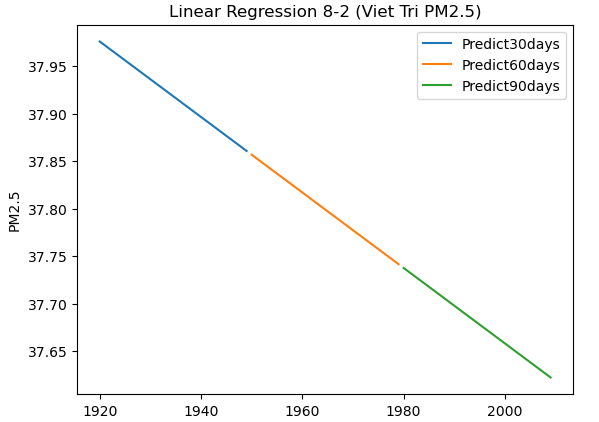 Linear Regression 8-2 (Viet Tri PM2.5)
Predict30days
Predict60days
Predict90days
PM2.5
37.95
37.90
37.85
37.80
37.75
37.70
37.65
1920 1940 1960 1980 2000